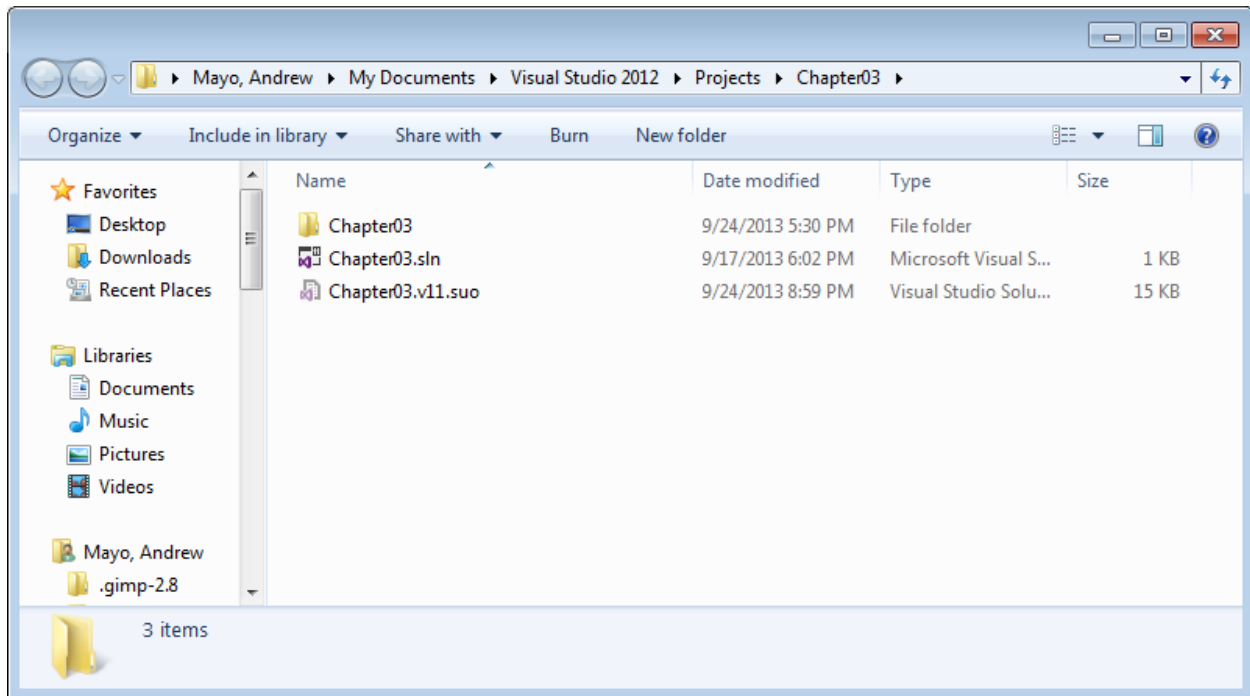 Mayo, Andrew My Documents Visual Studio 2012 Projects Chapter03
Organize Include in library Share with Burn New folder
Favorites
Desktop
Downloads
Recent Places
Libraries
Documents
Music
Pictures
Videos
Mayo, Andrew
.gimp-2.8
Name Date modified Type Size
Chapter03 9/24/2013 5:30 PM File folder
Chapter03.sln 9/17/2013 6:02 PM Microsoft Visual S... 1 KB
Chapter03.v11.suo 9/24/2013 8:59 PM Visual Studio Solu... 15 KB
3 items